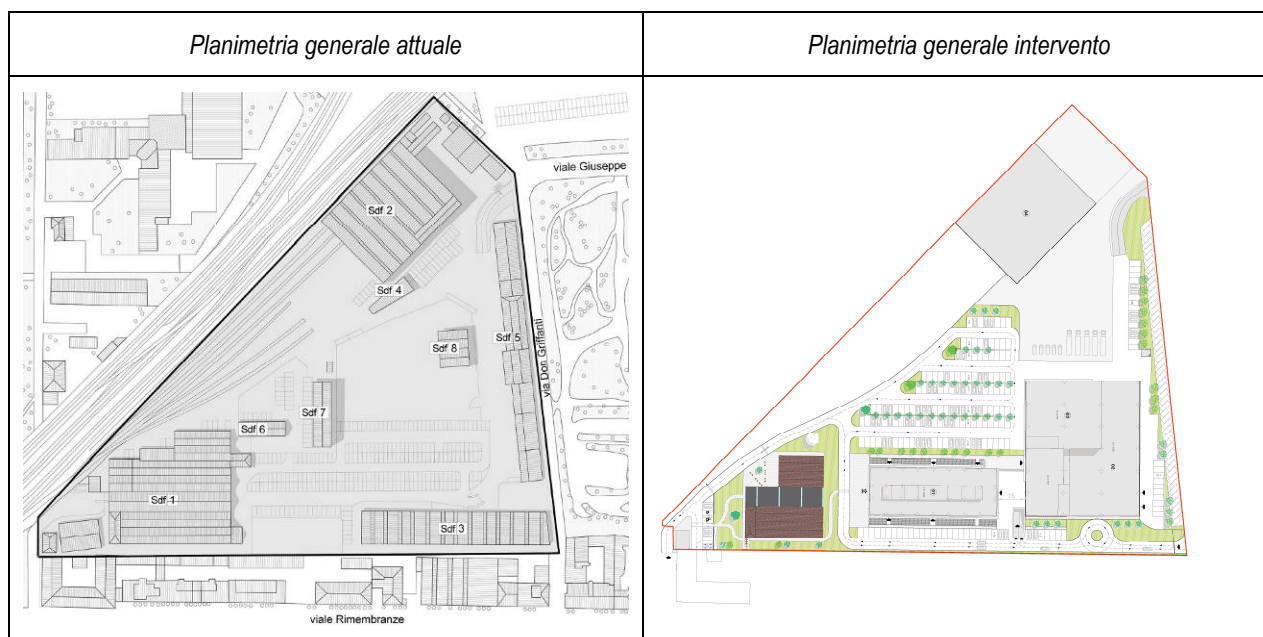 Planimetria generale attuale
Planimetria generale intervento
viale Giuseppe
Sdf 2
Sdf 4
Sdf 5
Sdf 8
via Don Griffanti
Sdf 7
Sdf 6
Sdf 1
Sdf 3
viale Rimembranze
15